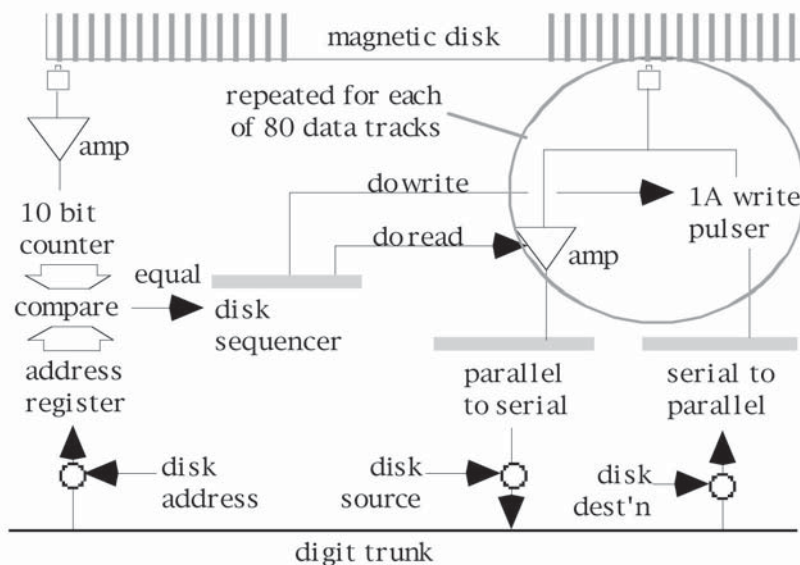 magnetic disk
repeated for each
of 80 data tracks
amp
dowrite
1A write
pulser
10 bit
counter
doread
amp
equal
compare
disk
sequencer
address
register
parallel
to serial
serial to
parallel
disk
address
disk
source
disk
dest'n
digit trunk